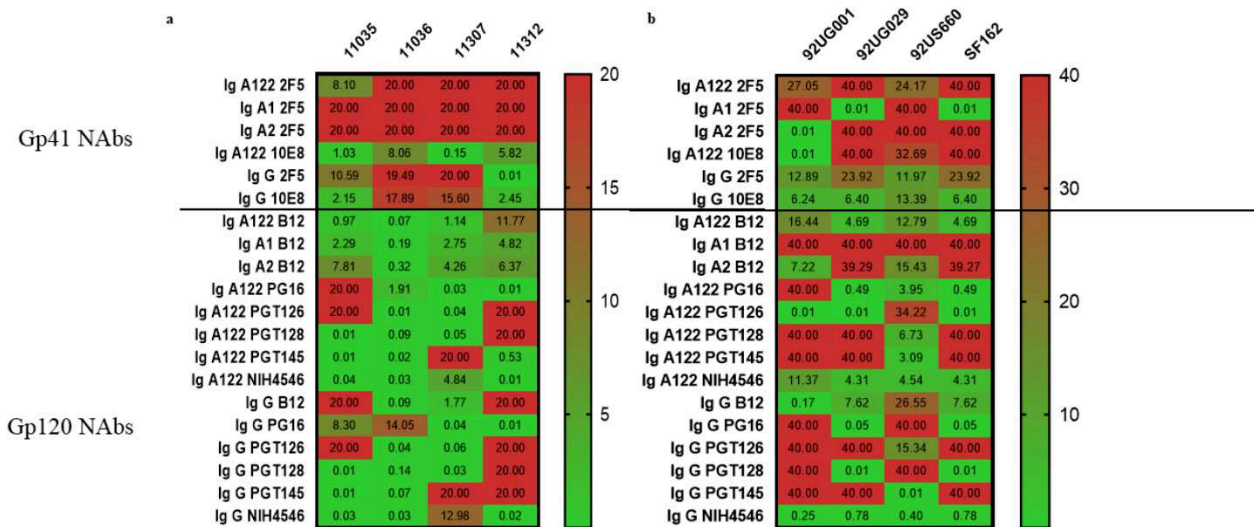 a
11035 11036 11307 11312
b
92UG001 92UG029 92US660 SF162
Gp41 NAbs
Ig A122 2F5 8.10 20.00 20.00 20.00
Ig A1 2F5 20.00 20.00 20.00 20.00
Ig A2 2F5 20.00 20.00 20.00 20.00
Ig A122 10E8 1.03 8.06 0.15 5.82
Ig G 2F5 10.59 19.49 20.00 0.01
Ig G 10E8 2.15 17.89 15.60 2.45
Gp120 NAbs
Ig A122 B12 0.97 0.07 1.14 11.77
Ig A1 B12 2.29 0.19 2.75 4.82
Ig A2 B12 7.81 0.32 4.26 6.37
Ig A122 PG16 20.00 1.91 0.03 0.01
Ig A122 PGT126 20.00 0.01 0.04 20.00
Ig A122 PGT128 0.01 0.09 0.05 20.00
Ig A122 PGT145 0.01 0.02 20.00 0.53
Ig A122 NIH4546 0.04 0.03 4.84 0.01
Ig G B12 20.00 0.09 1.77 20.00
Ig G PG16 8.30 14.05 0.04 0.01
Ig G PGT126 20.00 0.04 0.06 20.00
Ig G PGT128 0.01 0.14 0.03 20.00
Ig G PGT145 0.01 0.07 20.00 20.00
Ig G NIH4546 0.03 0.03 12.98 0.02
20
15
10
5
Ig A122 2F5 27.05 40.00 24.17 40.00
Ig A1 2F5 40.00 0.01 40.00 0.01
Ig A2 2F5 0.01 40.00 40.00 40.00
Ig A122 10E8 0.01 40.00 32.69 40.00
Ig G 2F5 12.89 23.92 11.97 23.92
Ig G 10E8 6.24 6.40 13.39 6.40
Ig A122 B12 16.44 4.69 12.79 4.69
Ig A1 B12 40.00 40.00 40.00 40.00
Ig A2 B12 7.22 39.29 15.43 39.27
Ig A122 PG16 40.00 0.49 3.95 0.49
Ig A122 PGT126 0.01 0.01 34.22 0.01
Ig A122 PGT128 40.00 40.00 6.73 40.00
Ig A122 PGT145 40.00 40.00 3.09 40.00
Ig A122 NIH4546 11.37 4.31 4.54 4.31
Ig G B12 0.17 7.62 26.55 7.62
Ig G PG16 40.00 0.05 40.00 0.05
Ig G PGT126 40.00 40.00 15.34 40.00
Ig G PGT128 40.00 0.01 40.00 0.01
Ig G PGT145 40.00 40.00 0.01 40.00
Ig G NIH4546 0.25 0.78 0.40 0.78
40
30
20
10